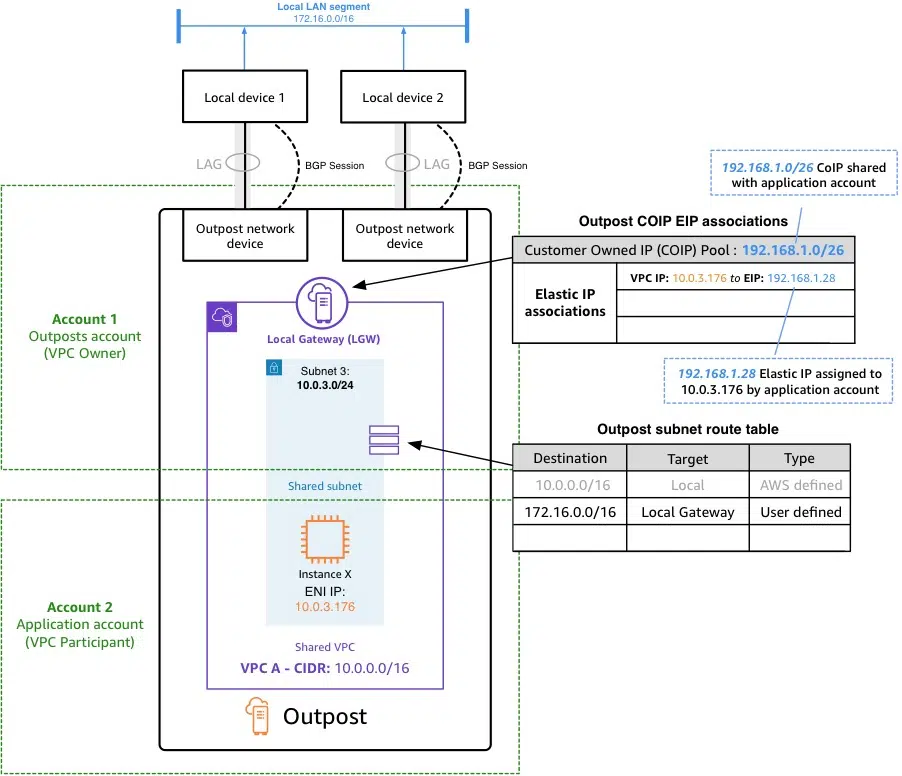 Local LAN segment
172.16.0.0/16
Local device 1
Local device 2
LAG
BGP Session
LAG
BGP Session
192.168.1.0/26 CoIP shared
with application account
Outpost network
device
Outpost network
device
Outpost COIP EIP associations
Customer Owned IP (COIP) Pool : 192.168.1.0/26
Elastic IP
associations
VPC IP: 10.0.3.176 to EIP: 192.168.1.28
Account 1
Outposts account
(VPC Owner)
Local Gateway (LGW)
Subnet 3:
10.0.3.0/24
192.168.1.28 Elastic IP assigned to
10.0.3.176 by application account
Outpost subnet route table
Destination Target Type
10.0.0.0/16 Local AWS defined
172.16.0.0/16 Local Gateway User defined
Shared subnet
Instance X
ENI IP:
10.0.3.176
Account 2
Application account
(VPC Participant)
Shared VPC
VPC A - CIDR: 10.0.0.0/16
Outpost